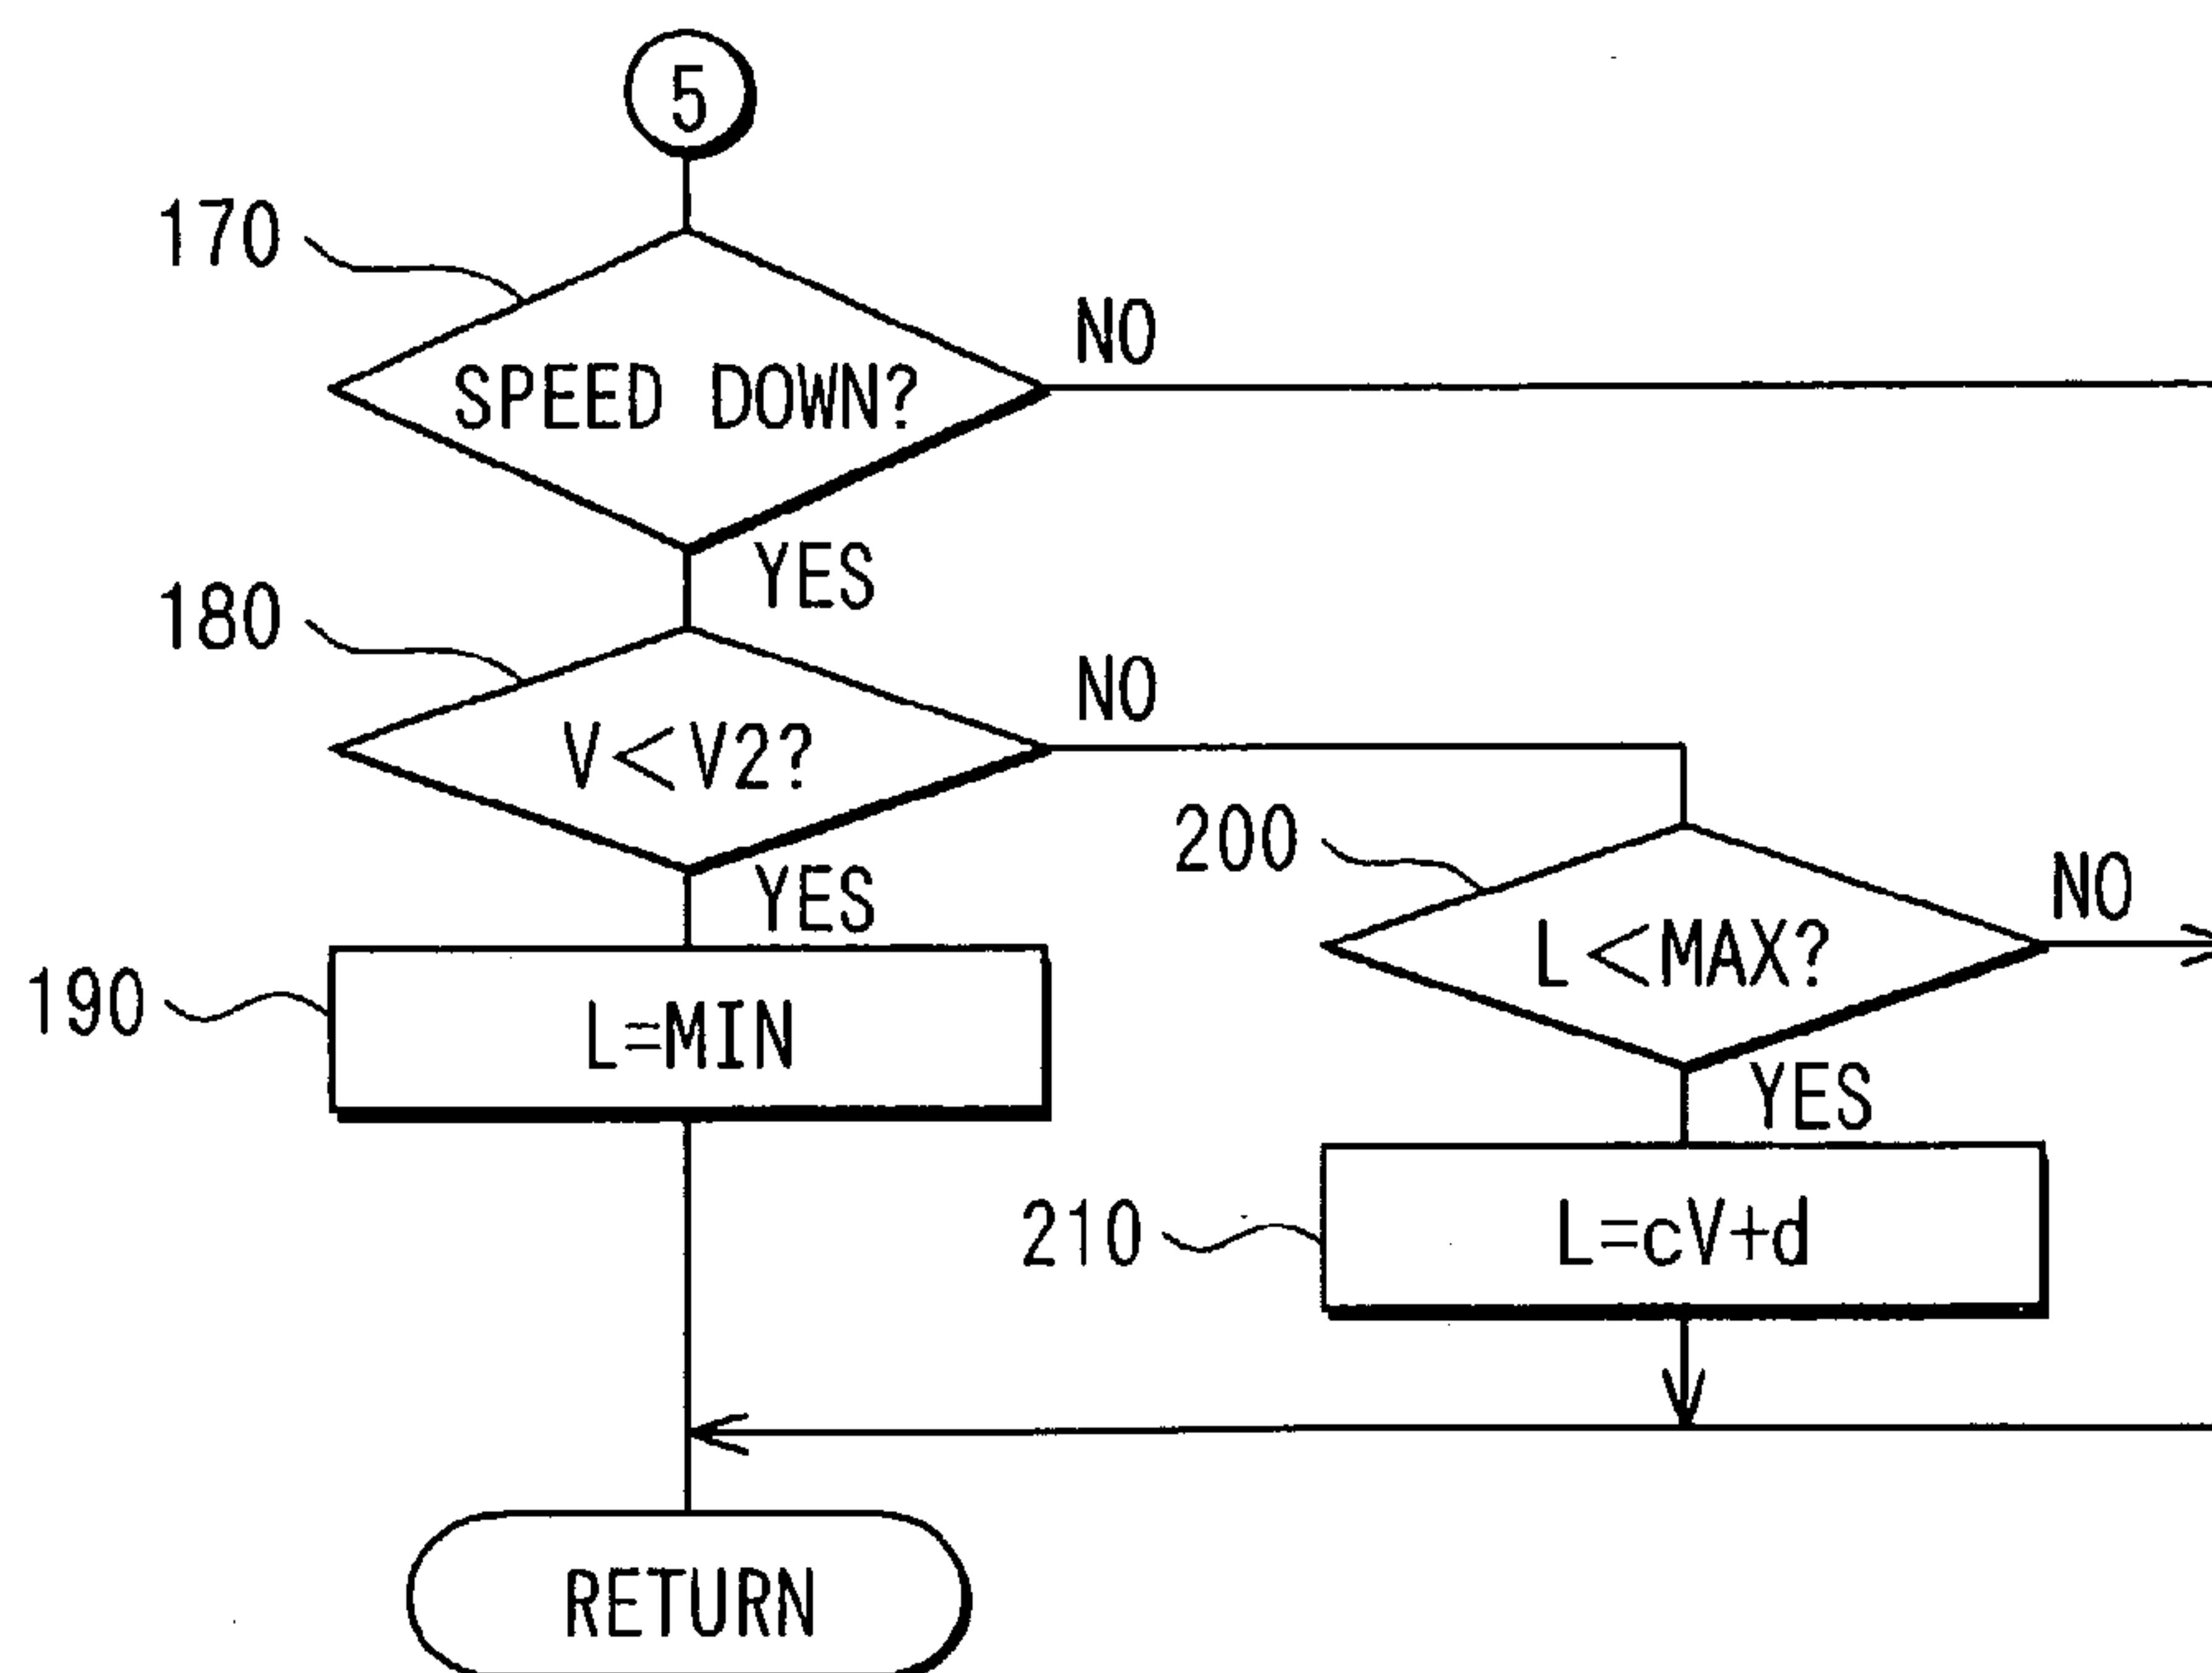 5
170
NO
SPEED DOWN?
YES
180
NO
V<V2?
200
NO
YES
L<MAX?
190
L=MIN
YES
210
L=cV+d
RETURN